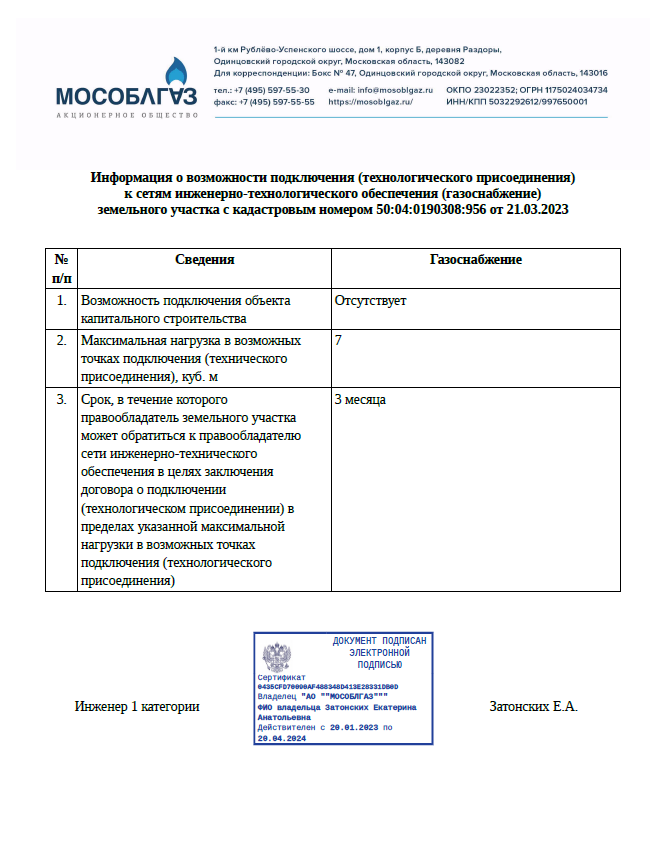 МОСОБЛГАЗ
АКЦИОНЕРНОЕ ОБЩЕСТВО
1-й км Рублёво-Успенского шоссе, дом 1, корпус Б, деревня Раздоры,
Одинцовский городской округ, Московская область, 143082
Для корреспонденции: Бокс № 47, Одинцовский городской округ, Московская область, 143016
тел.: +7 (495) 597-55-30 e-mail: info@mosoblgaz.ru ОКПО 23022352; ОГРН 1175024034734
факс: +7 (495) 597-55-55 https://mosoblgaz.ru/ ИНН/КПП 5032292612/997650001
Информация о возможности подключения (технологического присоединения)
к сетям инженерно-технологического обеспечения (газоснабжение)
земельного участка с кадастровым номером 50:04:0190308:956 от 21.03.2023
№ п/п Сведения Газоснабжение
1. Возможность подключения объекта Отсутствует
капитального строительства
2. Максимальная нагрузка в возможных 7
точках подключения (технического
присоединения), куб. м
3. Срок, в течение которого 3 месяца
правообладатель земельного участка
может обратиться к правообладателю
сети инженерно-технического
обеспечения в целях заключения
договора о подключении
(технологическом присоединении) в
пределах указанной максимальной
нагрузки в возможных точках
подключения (технологического
присоединения)
ДОКУМЕНТ ПОДПИСАН
ЭЛЕКТРОННОЙ
ПОДПИСЬЮ
Сертификат
0435CFD70090AF488348D413E28331DB0D
Владелец "АО ""МОСОБЛГАЗ"""
ФИО владельца Затонских Екатерина
Анатольевна
Действителен с 20.01.2023 по
20.04.2024
Инженер 1 категории
Затонских Е.А.